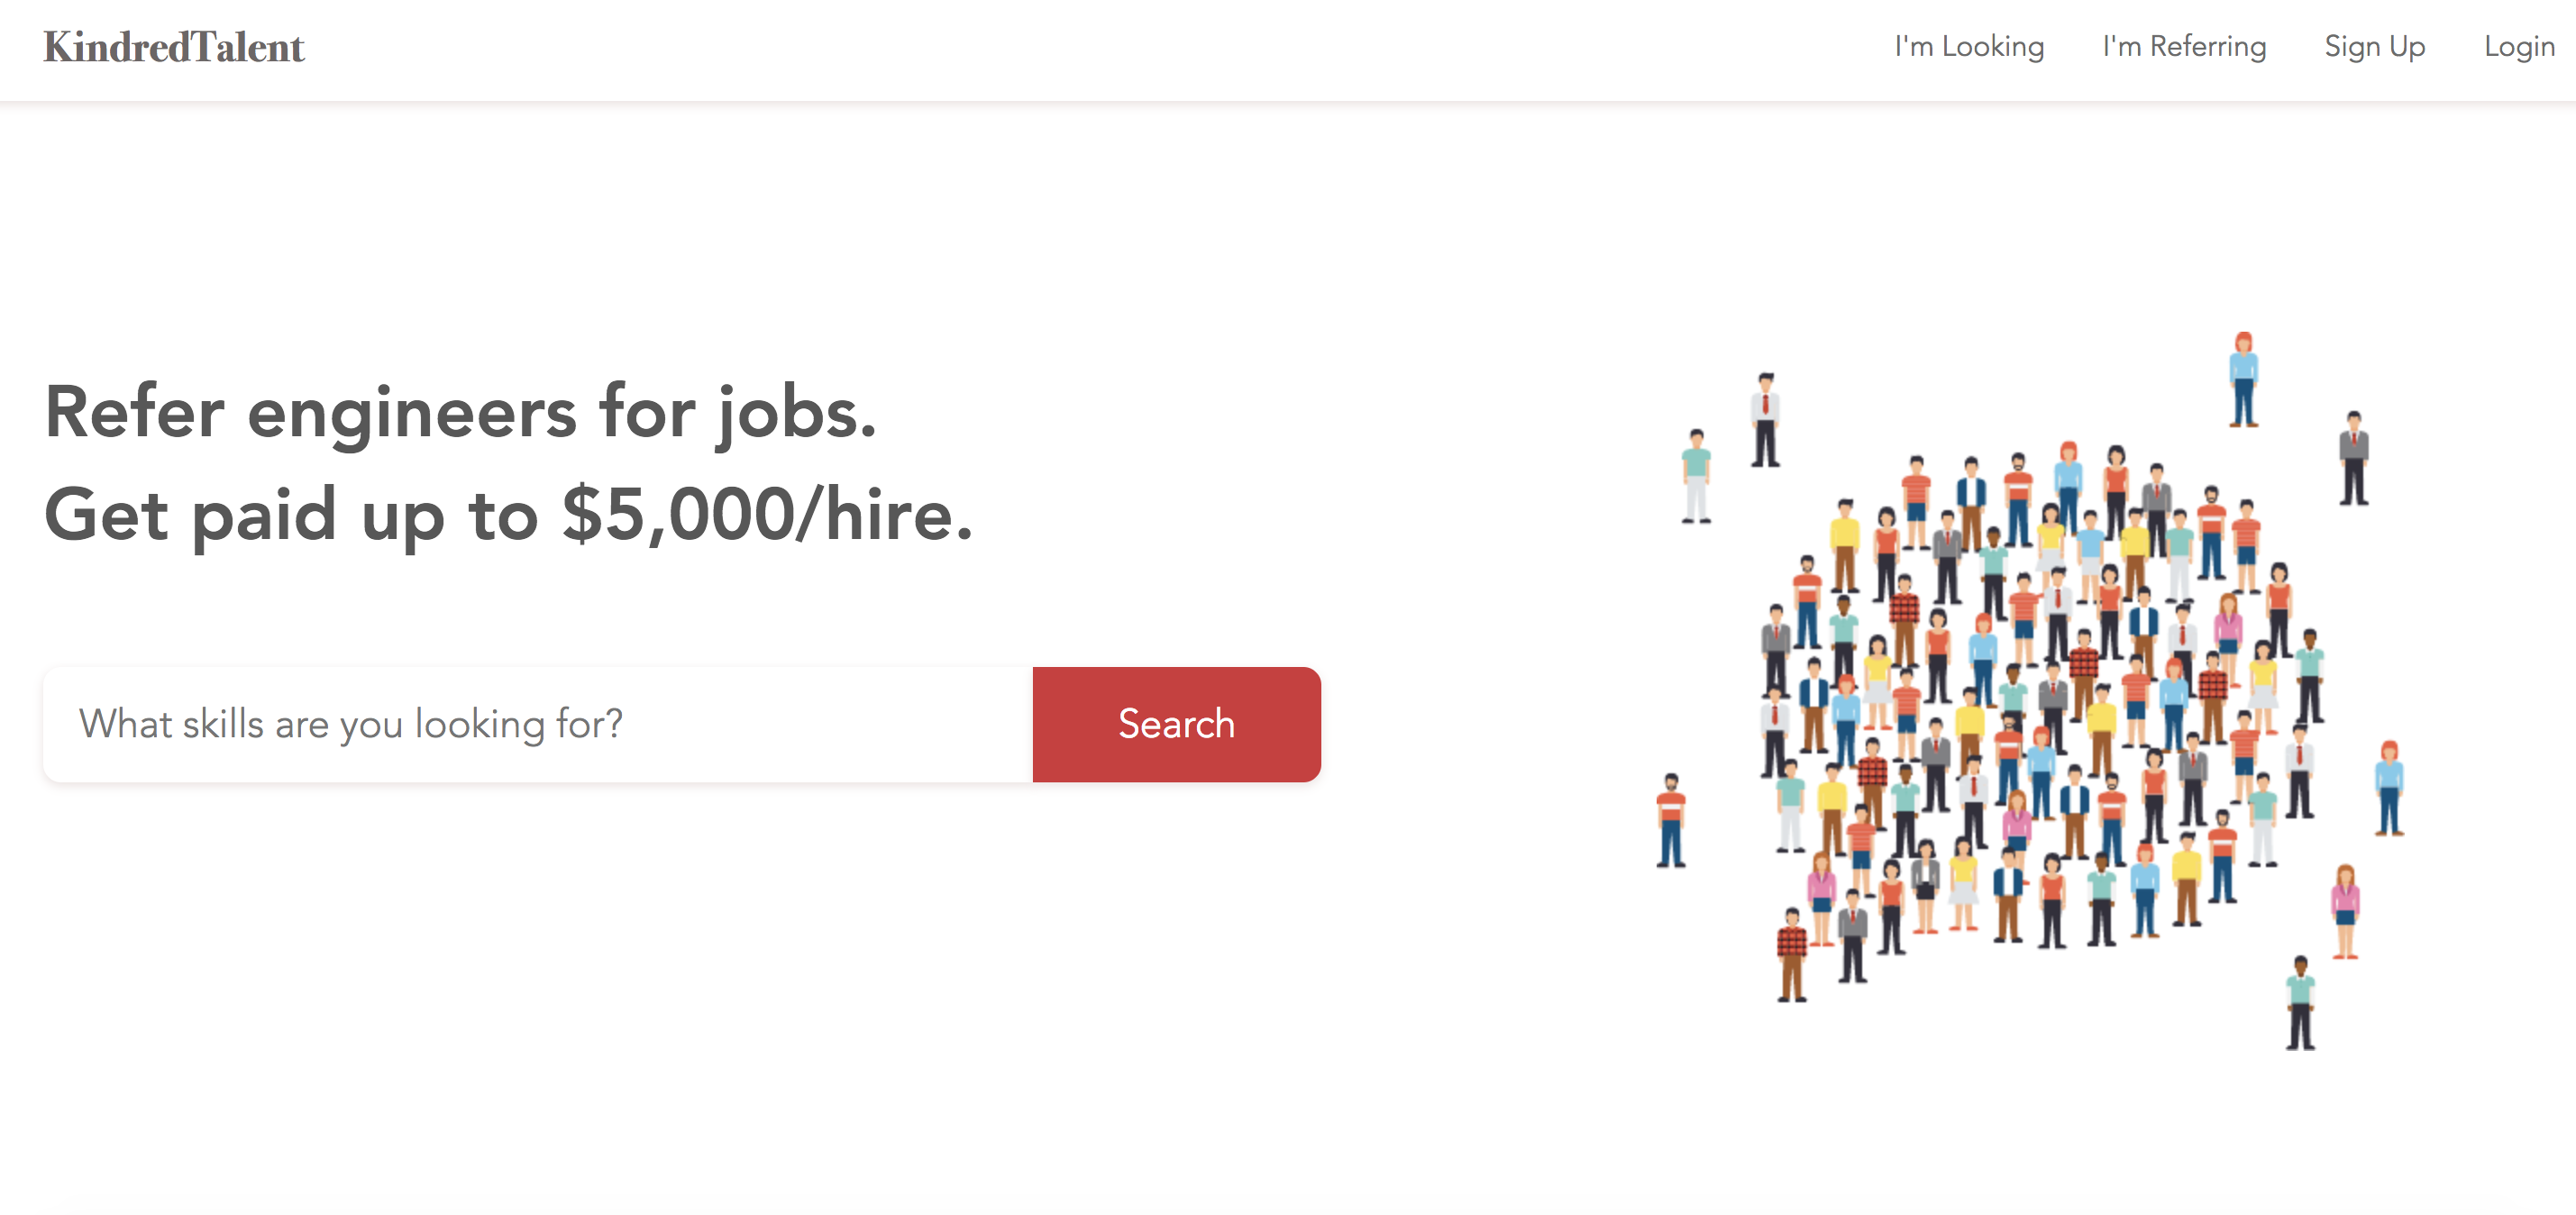 KindredTalent
I'm Looking
I'm Referring
Sign Up
Login
Refer engineers for jobs.
Get paid up to $5,000/hire.
What skills are you looking for?
Search